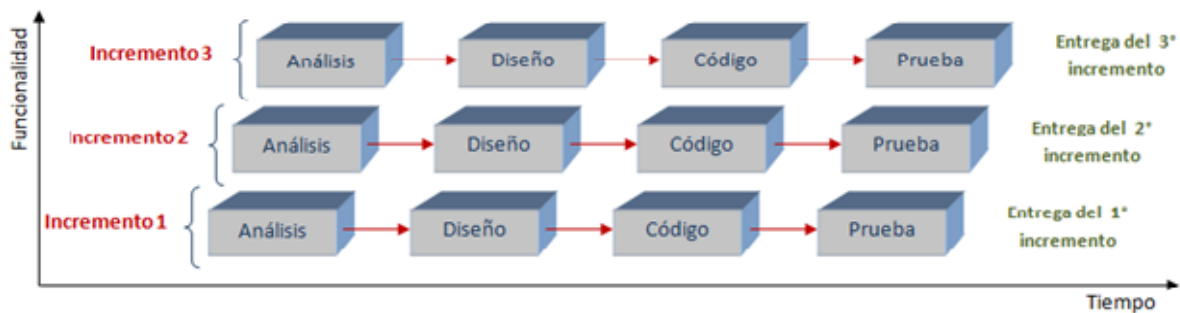 Funcionalidad
Incremento 3
Análisis
Diseño
Código
Prueba
Entrega del 3°
incremento
Incremento 2
Análisis
Diseño
Código
Prueba
Entrega del 2°
incremento
Incremento 1
Análisis
Diseño
Código
Prueba
Entrega del 1°
incremento
Tiempo